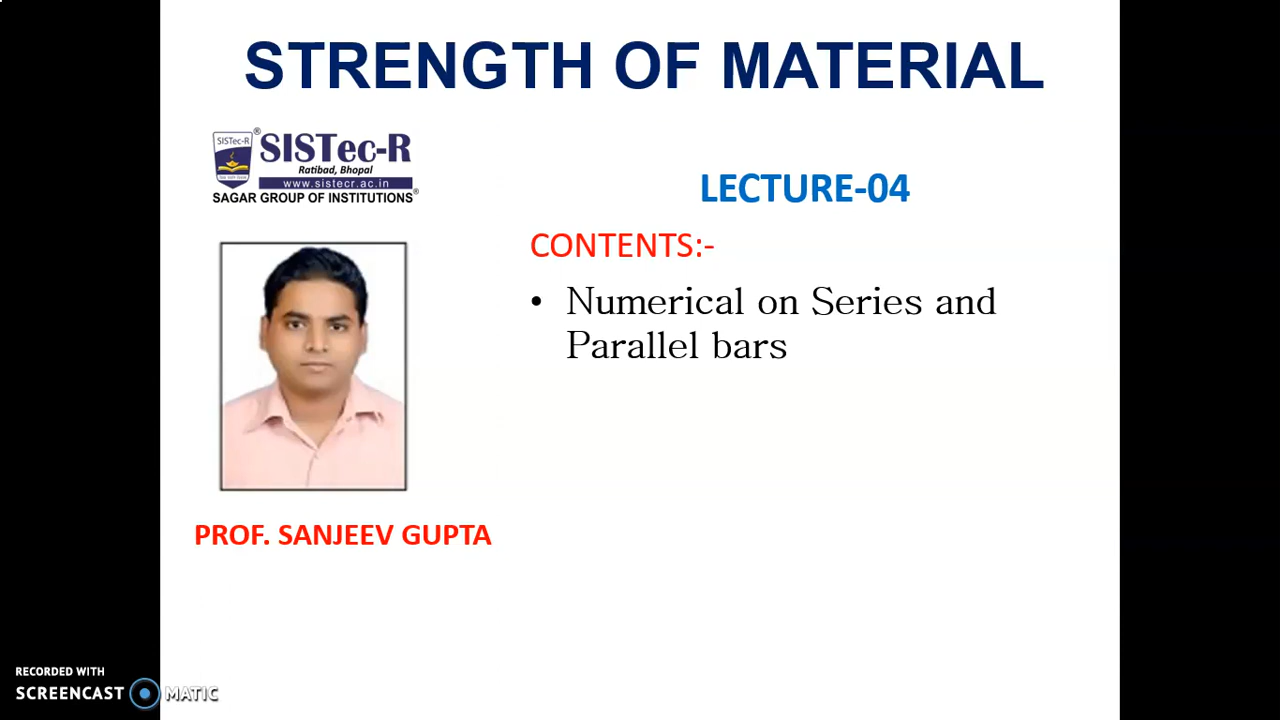 STRENGTH OF MATERIAL
SISTec-R®
SISTec-R
Ratibad, Bhopal
www.sistecr.ac.in
SAGAR GROUP OF INSTITUTIONS®
LECTURE-04
CONTENTS:-
• Numerical on Series and
Parallel bars
PROF. SANJEEV GUPTA
RECORDED WITH
SCREENCAST MATIC